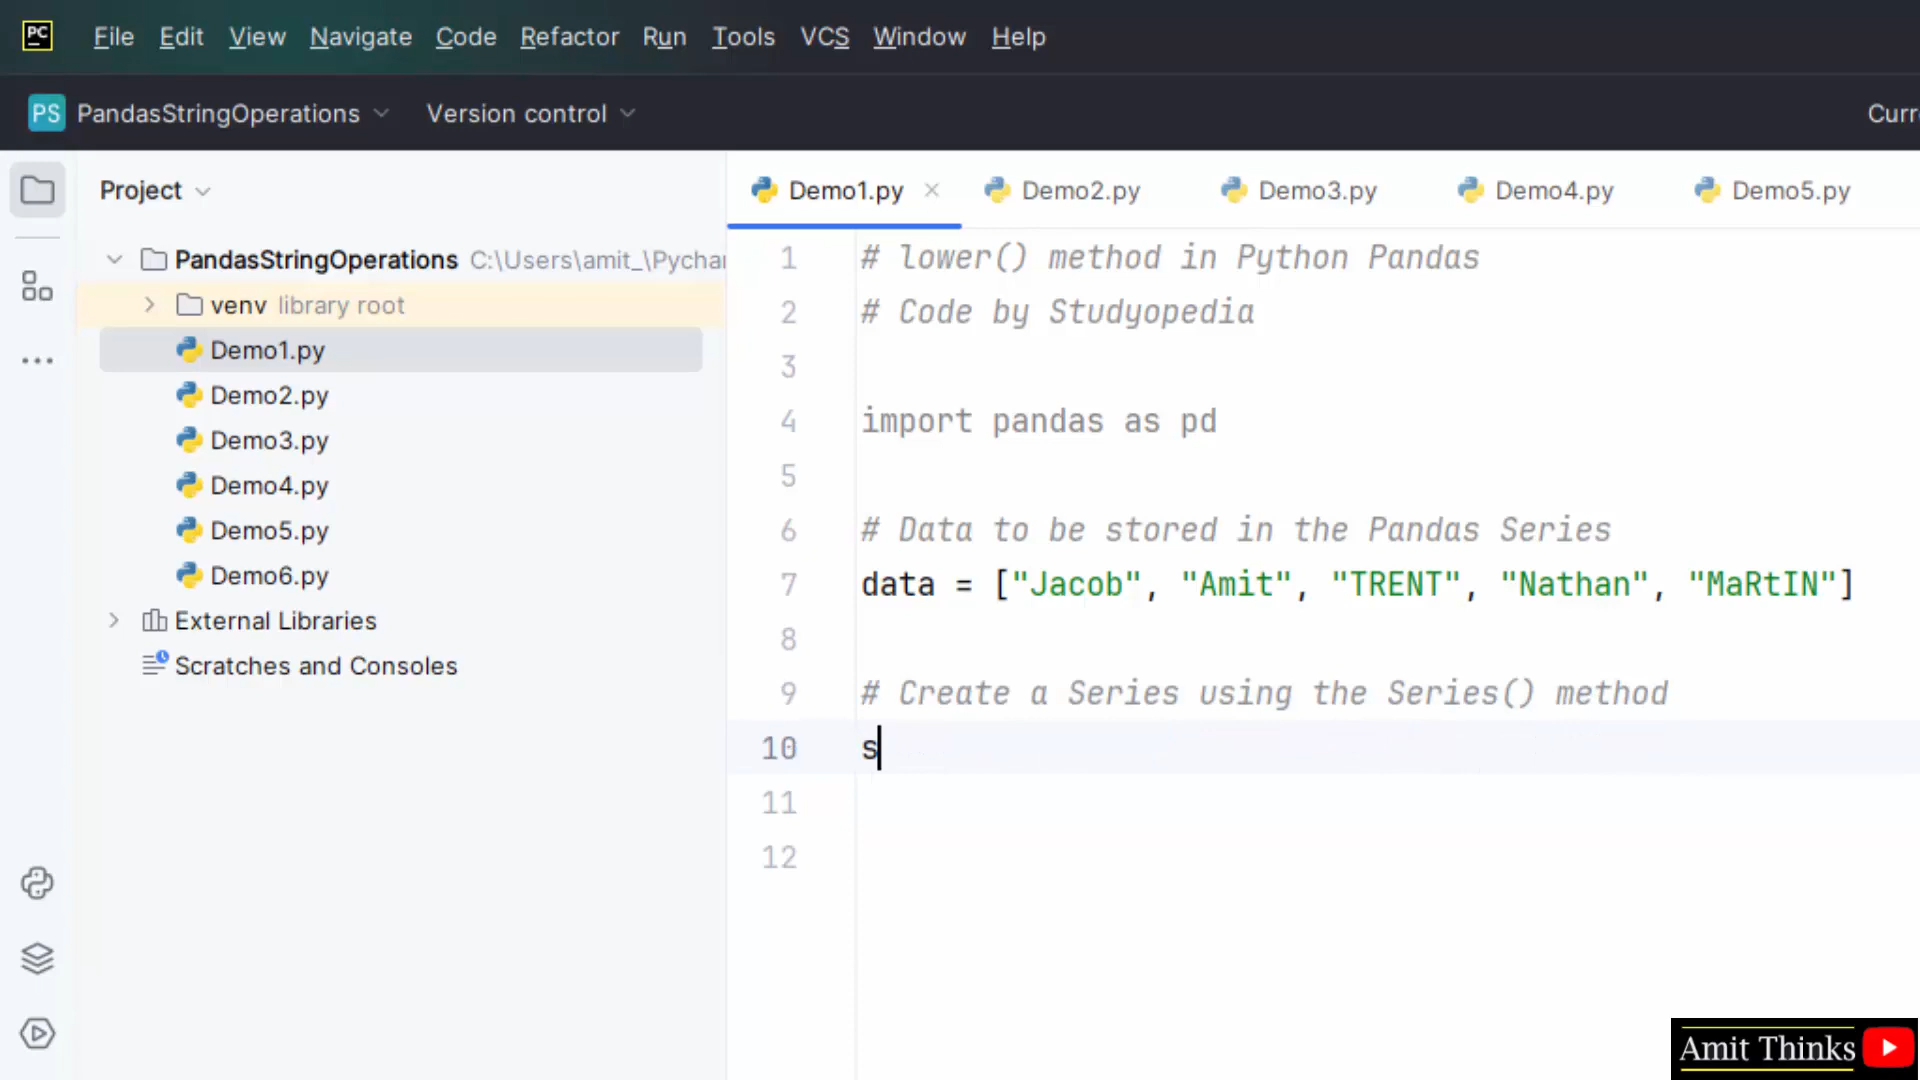 PC File Edit View Navigate Code Refactor Run Tools VCS Window Help
PS PandasStringOperations Version control Curr
Project
Demo1.py Demo2.py Demo3.py Demo4.py Demo5.py
PandasStringOperations C:\Users\amit_\Pychar
venv library root
Demo1.py
Demo2.py
Demo3.py
Demo4.py
Demo5.py
Demo6.py
External Libraries
Scratches and Consoles
1 # lower() method in Python Pandas
2 # Code by Studyopedia
3
4 import pandas as pd
5
6 # Data to be stored in the Pandas Series
7 data = ["Jacob", "Amit", "TRENT", "Nathan", "MaRtIN"]
8
9 # Create a Series using the Series() method
10 s
11
12
Amit Thinks